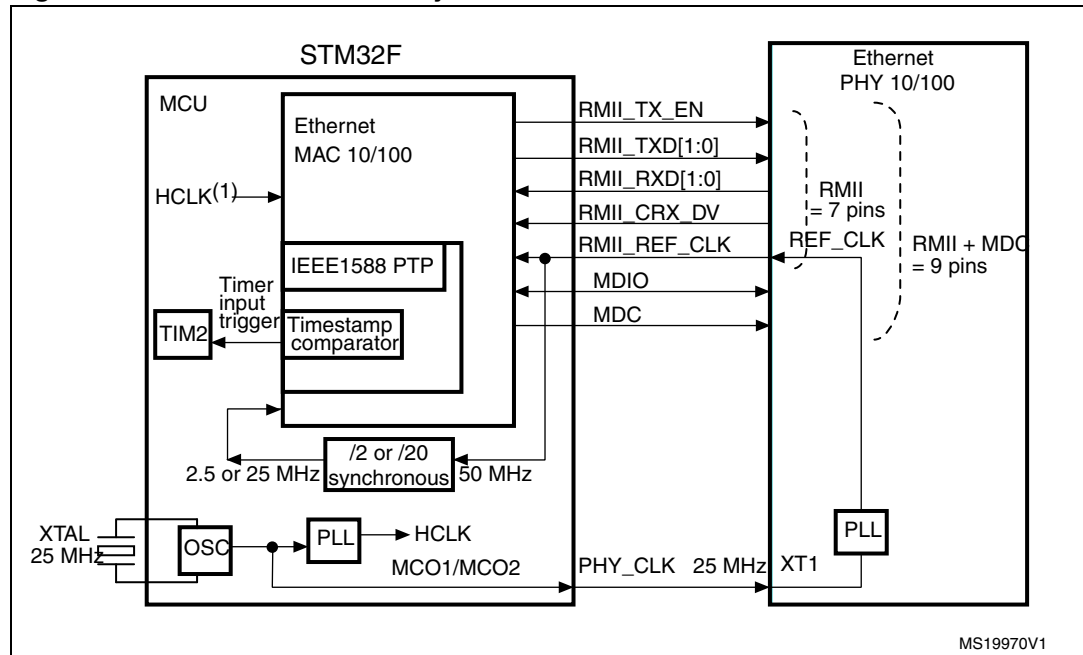 STM32F
MCU
Ethernet
MAC 10/100
HCLK(1)
IEEE1588 PTP
Timer
input
trigger
TIM2
Timestamp
comparator
/2 or /20
synchronous
2.5 or 25 MHz
50 MHz
XTAL
25 MHz
OSC
PLL
HCLK
MCO1/MCO2
RMII_TX_EN
RMII_TXD[1:0]
RMII_RXD[1:0]
RMII_CRX_DV
RMII_REF_CLK
MDIO
MDC
PHY_CLK 25 MHz
Ethernet
PHY 10/100
RMII
= 7 pins
REF_CLK
RMII + MDC
= 9 pins
PLL
XT1
MS19970V1